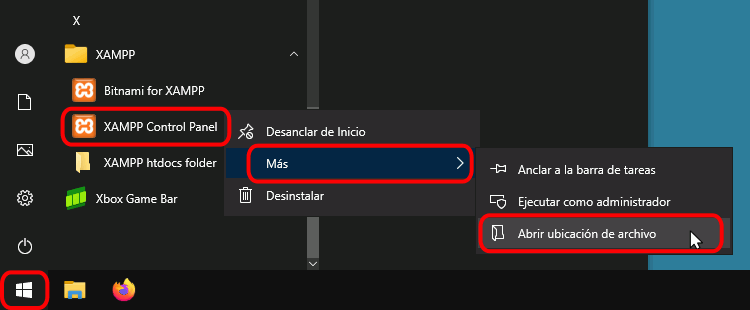 X
XAMPP
Bitnami for XAMPP
XAMPP Control Panel
XAMPP htdocs folder
Xbox Game Bar
Desanclar de Inicio
Más
Desinstalar
Anclar a la barra de tareas
Ejecutar como administrador
Abrir ubicación de archivo